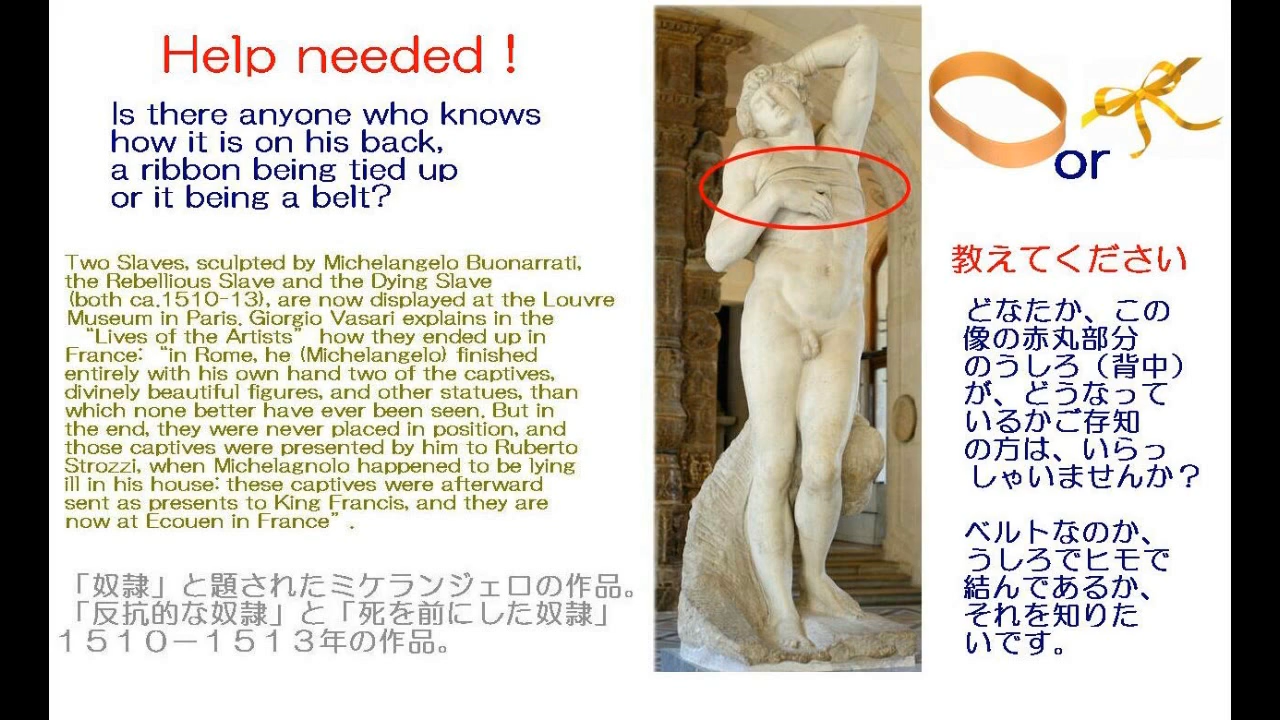 Help needed !
Is there anyone who knows
how it is on his back,
a ribbon being tied up
or it being a belt?
Two Slaves, sculpted by Michelangelo Buonarrati,
the Rebellious Slave and the Dying Slave
(both ca.1510-13), are now displayed at the Louvre
Museum in Paris. Giorgio Vasari explains in the
“Lives of the Artists” how they ended up in
France: “in Rome, he (Michelangelo) finished
entirely with his own hand two of the captives,
divinely beautiful figures, and other statues, than
which none better have ever been seen. But in
the end, they were never placed in position, and
those captives were presented by him to Ruberto
Strozzi, when Michelagnolo happened to be lying
ill in his house: these captives were afterward
sent as presents to King Francis, and they are
now at Ecouen in France”.
「奴隷」と題されたミケランジェロの作品。
「反抗的な奴隷」と「死を前にした奴隷」
１５１０－１５１３年の作品。
or
教えてください
どなたか、この
像の赤丸部分
のうしろ（背中）
が、どうなって
いるかご存知
の方は、いらっ
しゃいませんか？
ベルトなのか、
うしろでヒモで
結んであるか、
それを知りた
いです。